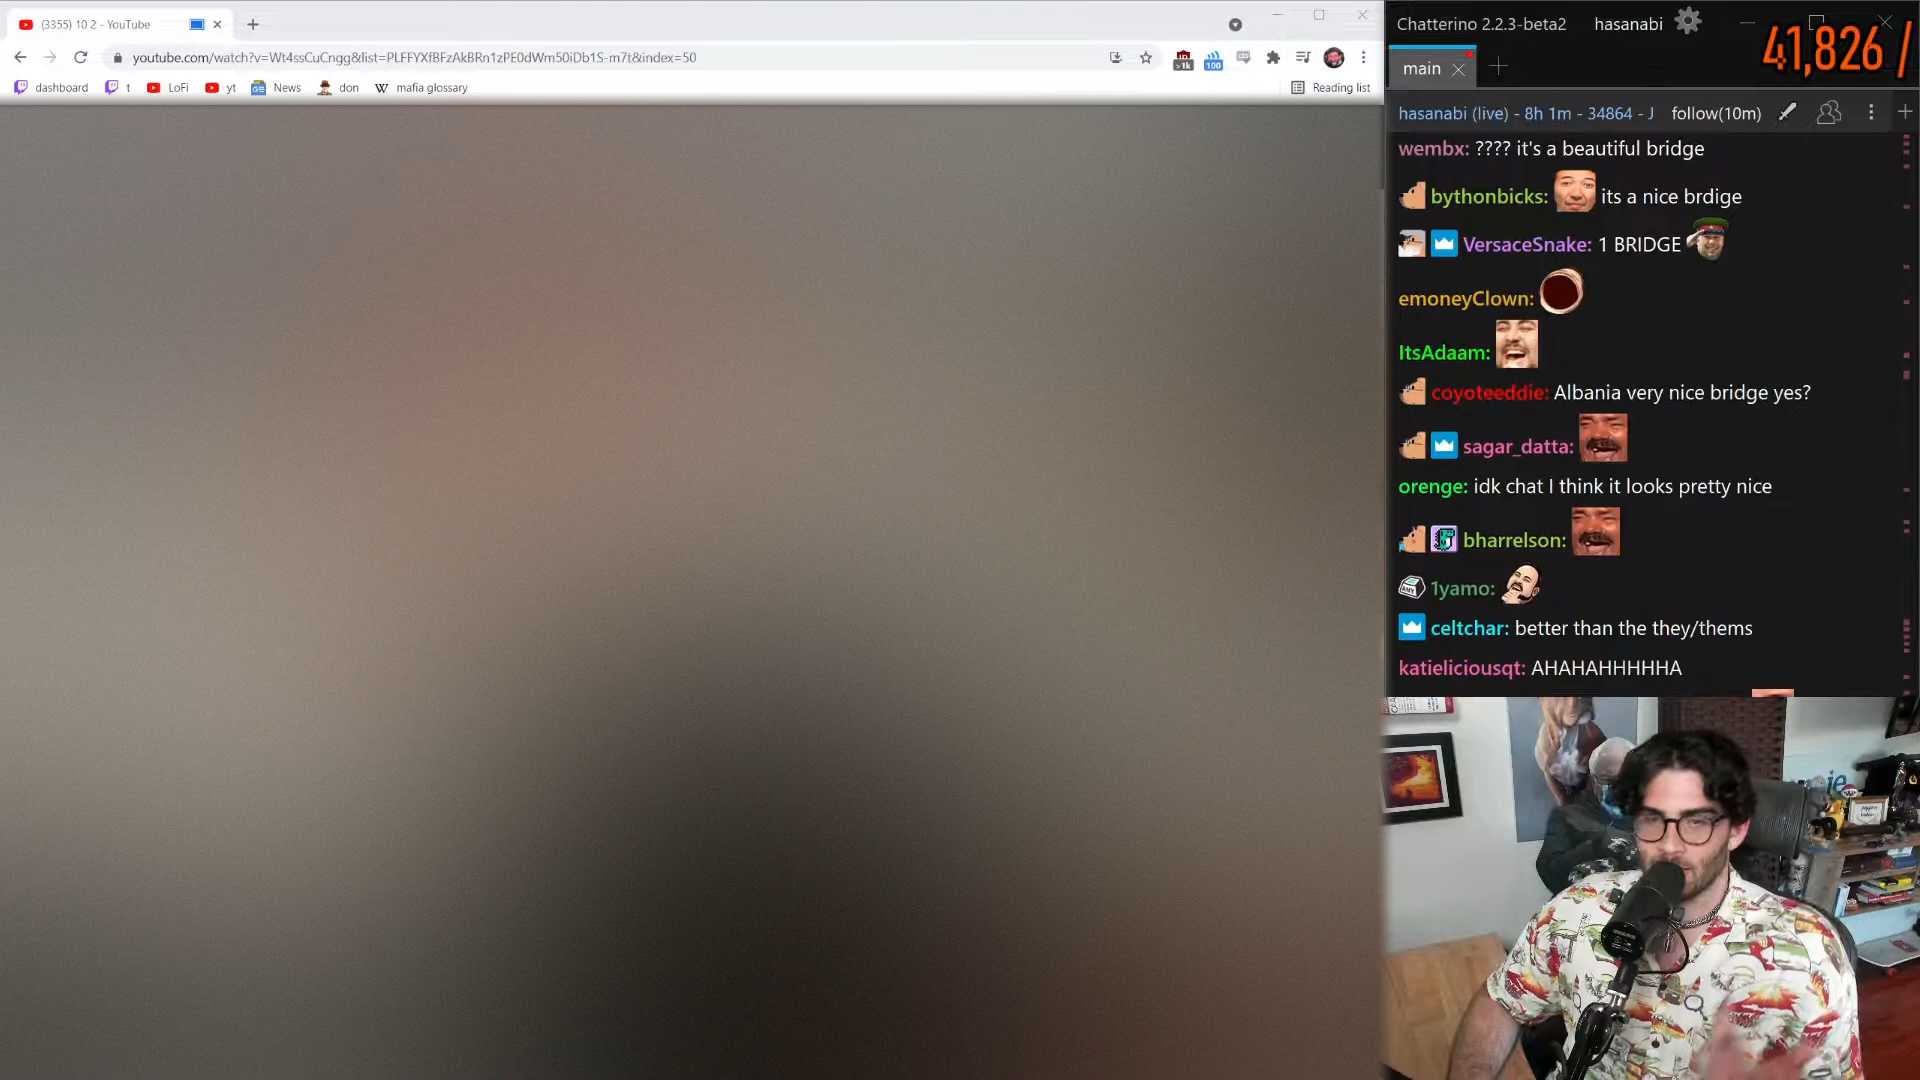 (3355) 10 2 - YouTube
youtube.com/watch?v=Wt4ssCuCngg&list=PLFFYXfBFzAkBRn1zPE0dWm50iDb1S-m7t&index=50
>1k
100
dashboard t LoFi yt News don mafia glossary Reading list
Chatterino 2.2.3-beta2 hasanabi
41,826 /
main
hasanabi (live) - 8h 1m - 34864 - J follow(10m)
wembx: ???? it's a beautiful bridge
bythonbicks: its a nice brdige
VersaceSnake: 1 BRIDGE
emoneyClown:
ItsAdaam:
coyoteeddie: Albania very nice bridge yes?
sagar_datta:
orenge: idk chat I think it looks pretty nice
bharrelson:
1yamo:
celtchar: better than the they/thems
katieliciousqt: AHAHAHHHHHA